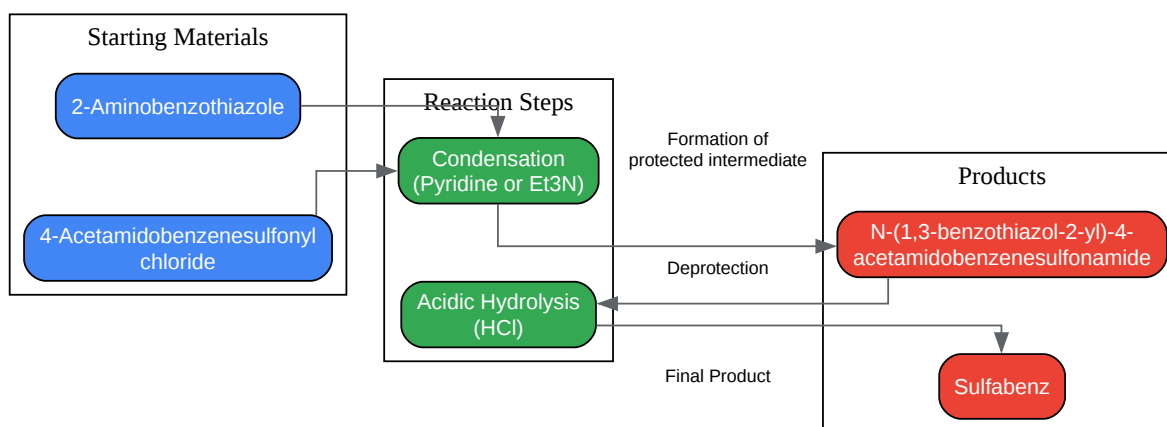 Starting Materials
2-Aminobenzothiazole
4-Acetamidobenzenesulfonyl
chloride
Reaction Steps
Condensation
(Pyridine or Et3N)
Acidic Hydrolysis
(HCl)
Formation of
protected intermediate
Deprotection
Final Product
Products
N-(1,3-benzothiazol-2-yl)-4-
acetamidobenzenesulfonamide
Sulfabenz